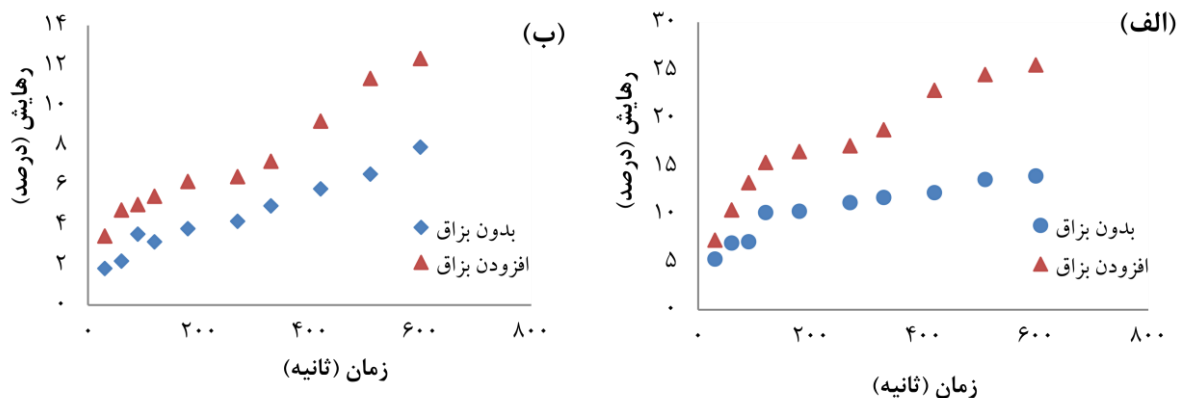 (الف)
رهایش (درصد)
۳۰
۲۵
۲۰
۱۵
۱۰
۵
۰
۰ ۲۰۰ ۴۰۰ ۶۰۰ ۸۰۰
زمان (ثانیه)
بدون بزاق
افزودن بزاق
(ب)
رهایش (درصد)
۱۴
۱۲
۱۰
۸
۶
۴
۲
۰
۰ ۲۰۰ ۴۰۰ ۶۰۰ ۸۰۰
زمان (ثانیه)
بدون بزاق
افزودن بزاق